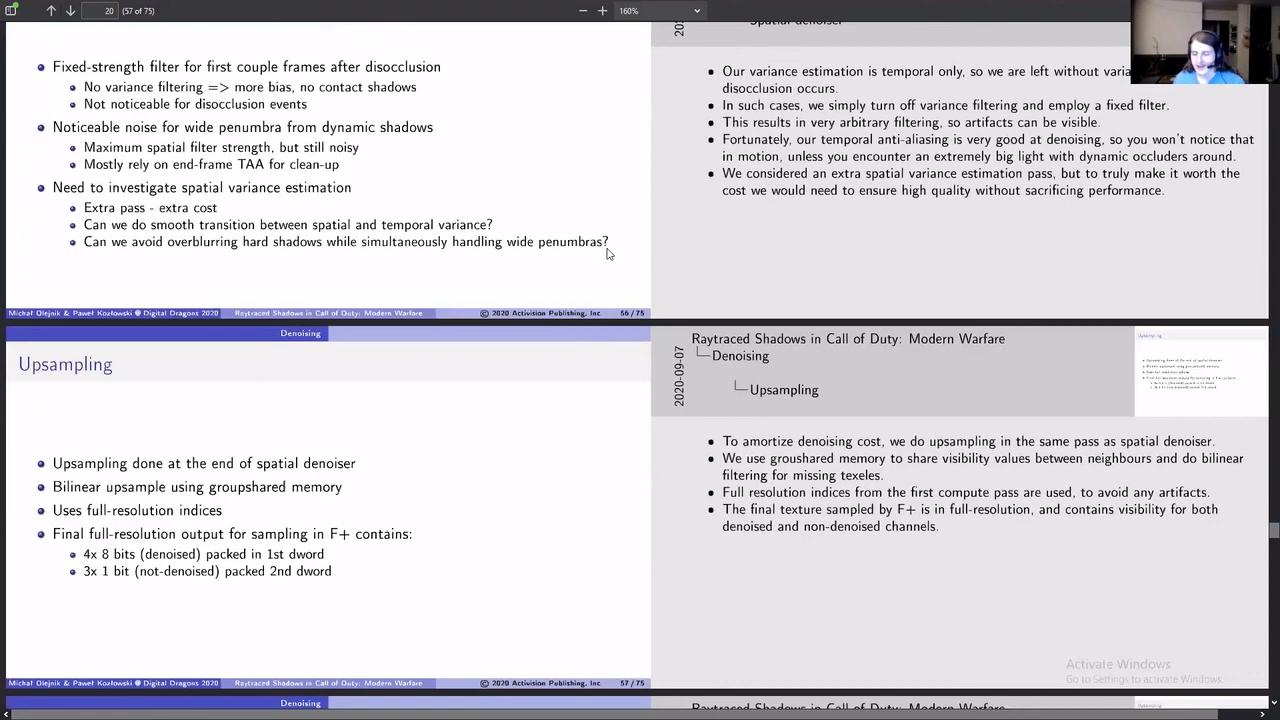 20 (57 of 75) 160%
Fixed-strength filter for first couple frames after disocclusion
No variance filtering => more bias, no contact shadows
Not noticeable for disocclusion events
Noticeable noise for wide penumbra from dynamic shadows
Maximum spatial filter strength, but still noisy
Mostly rely on end-frame TAA for clean-up
Need to investigate spatial variance estimation
Extra pass - extra cost
Can we do smooth transition between spatial and temporal variance?
Can we avoid overblurring hard shadows while simultaneously handling wide penumbras?
Michał Olejnik & Paweł Kozłowski @ Digital Dragons 2020 Raytraced Shadows in Call of Duty: Modern Warfare © 2020 Activision Publishing, Inc 56 / 75
Spatial denoiser
Our variance estimation is temporal only, so we are left without
disocclusion occurs.
In such cases, we simply turn off variance filtering and employ a fixed filter.
This results in very arbitrary filtering, so artifacts can be visible.
Fortunately, our temporal anti-aliasing is very good at denoising, so you won't notice that
in motion, unless you encounter an extremely big light with dynamic occluders around.
We considered an extra spatial variance estimation pass, but to truly make it worth the
cost we would need to ensure high quality without sacrificing performance.
Denoising
Upsampling
Upsampling done at the end of spatial denoiser
Bilinear upsample using groupshared memory
Uses full-resolution indices
Final full-resolution output for sampling in F+ contains:
4x 8 bits (denoised) packed in 1st dword
3x 1 bit (not-denoised) packed 2nd dword
Michał Olejnik & Paweł Kozłowski @ Digital Dragons 2020 Raytraced Shadows in Call of Duty: Modern Warfare © 2020 Activision Publishing, Inc 57 / 75
2020-09-07
Raytraced Shadows in Call of Duty: Modern Warfare
Denoising
Upsampling
To amortize denoising cost, we do upsampling in the same pass as spatial denoiser.
We use groushared memory to share visibility values between neighbours and do bilinear
filtering for missing texeles.
Full resolution indices from the first compute pass are used, to avoid any artifacts.
The final texture sampled by F+ is in full-resolution, and contains visibility for both
denoised and non-denoised channels.
Activate Windows
Go to Settings to activate Windows.
Denoising
Raytraced Shadows in Call of Duty: Modern Warfare